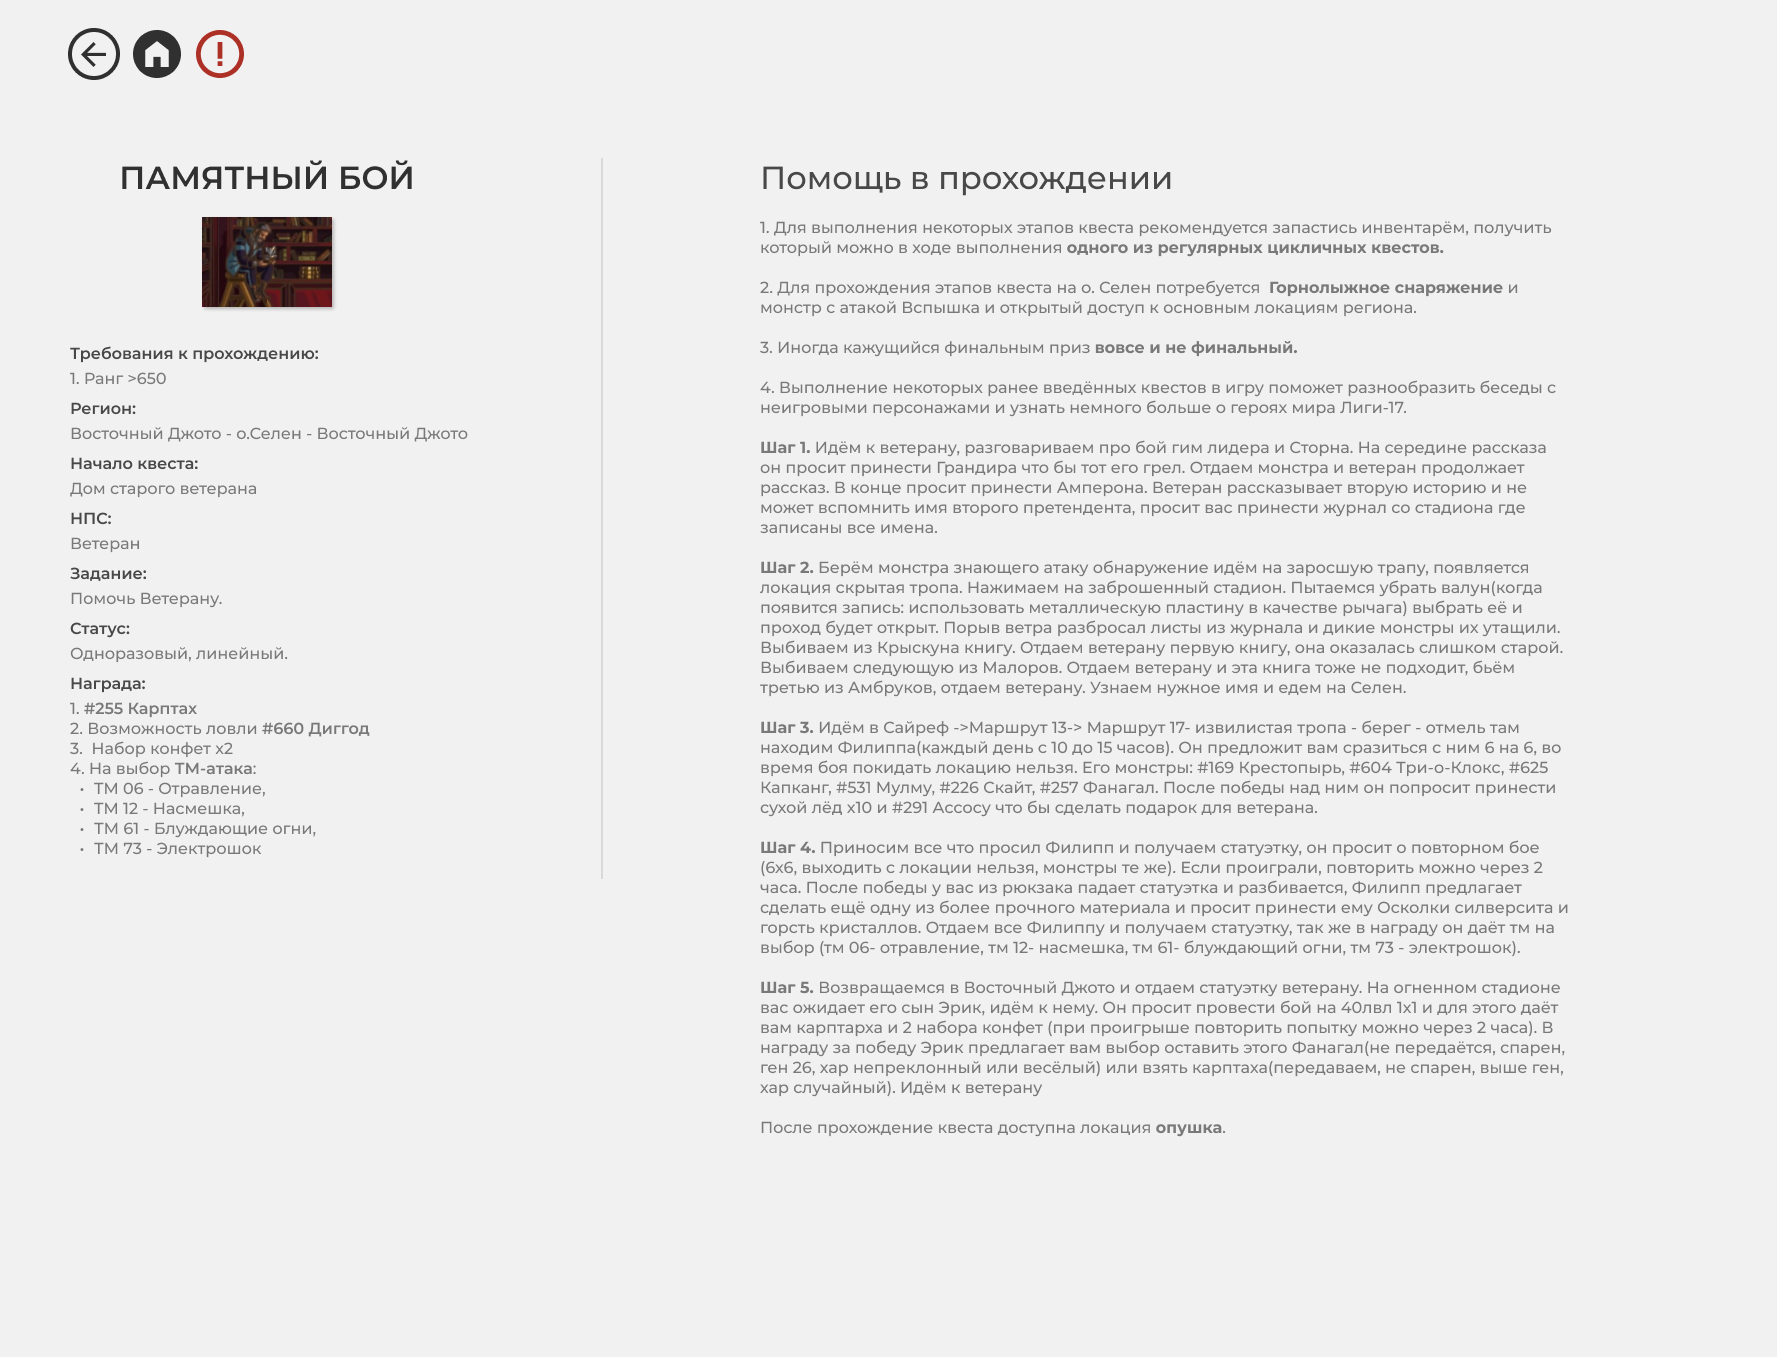 ПАМЯТНЫЙ БОЙ
Требования к прохождению:
1. Ранг >650
Регион:
Восточный Джото - о.Селен - Восточный Джото
Начало квеста:
Дом старого ветерана
НПС:
Ветеран
Задание:
Помочь Ветерану.
Статус:
Одноразовый, линейный.
Награда:
1. #255 Карптах
2. Возможность ловли #660 Диггод
3. Набор конфет х2
4. На выбор ТМ-атака:
• ТМ 06 - Отравление,
• ТМ 12 - Насмешка,
• ТМ 61 - Блуждающие огни,
• ТМ 73 - Электрошок
Помощь в прохождении
1. Для выполнения некоторых этапов квеста рекомендуется запастись инвентарём, получить
который можно в ходе выполнения одного из регулярных цикличных квестов.
2. Для прохождения этапов квеста на о. Селен потребуется Горнолыжное снаряжение и
монстр с атакой Вспышка и открытый доступ к основным локациям региона.
3. Иногда кажущийся финальным приз вовсе и не финальный.
4. Выполнение некоторых ранее введённых квестов в игру поможет разнообразить беседы с
неигровыми персонажами и узнать немного больше о героях мира Лиги-17.
Шаг 1. Идём к ветерану, разговариваем про бой гим лидера и Сторна. На середине рассказа
он просит принести Грандира что бы тот его грел. Отдаем монстра и ветеран продолжает
рассказ. В конце просит принести Амперона. Ветеран рассказывает вторую историю и не
может вспомнить имя второго претендента, просит вас принести журнал со стадиона где
записаны все имена.
Шаг 2. Берём монстра знающего атаку обнаружение идём на заросшую трапу, появляется
локация скрытая тропа. Нажимаем на заброшенный стадион. Пытаемся убрать валун(когда
появится запись: использовать металлическую пластину в качестве рычага) выбрать её и
проход будет открыт. Порыв ветра разбросал листы из журнала и дикие монстры их утащили.
Выбиваем из Крыскуна книгу. Отдаем ветерану первую книгу, она оказалась слишком старой.
Выбиваем следующую из Малоров. Отдаем ветерану и эта книга тоже не подходит, бьём
третью из Амбруков, отдаем ветерану. Узнаем нужное имя и едем на Селен.
Шаг 3. Идём в Сайреф ->Маршрут 13-> Маршрут 17- извилистая тропа - берег - отмель там
находим Филиппа(каждый день с 10 до 15 часов). Он предложит вам сразиться с ним 6 на 6, во
время боя покидать локацию нельзя. Его монстры: #169 Крестопырь, #604 Три-о-Клокс, #625
Капканг, #531 Мулму, #226 Скайт, #257 Фанагал. После победы над ним он попросит принести
сухой лёд х10 и #291 Ассосу что бы сделать подарок для ветерана.
Шаг 4. Приносим все что просил Филипп и получаем статуэтку, он просит о повторном бое
(6х6, выходить с локации нельзя, монстры те же). Если проиграли, повторить можно через 2
часа. После победы у вас из рюкзака падает статуэтка и разбивается, Филипп предлагает
сделать ещё одну из более прочного материала и просит принести ему Осколки силверсита и
горсть кристаллов. Отдаем все Филиппу и получаем статуэтку, так же в награду он даёт тм на
выбор (тм 06- отравление, тм 12- насмешка, тм 61- блуждающий огни, тм 73 - электрошок).
Шаг 5. Возвращаемся в Восточный Джото и отдаем статуэтку ветерану. На огненном стадионе
вас ожидает его сын Эрик, идём к нему. Он просит провести бой на 40лвл 1х1 и для этого даёт
вам карптарха и 2 набора конфет (при проигрыше повторить попытку можно через 2 часа). В
награду за победу Эрик предлагает вам выбор оставить этого Фанагал(не передаётся, спарен,
ген 26, хар непреклонный или весёлый) или взять карптаха(передаваем, не спарен, выше ген,
хар случайный). Идём к ветерану
После прохождение квеста доступна локация опушка.